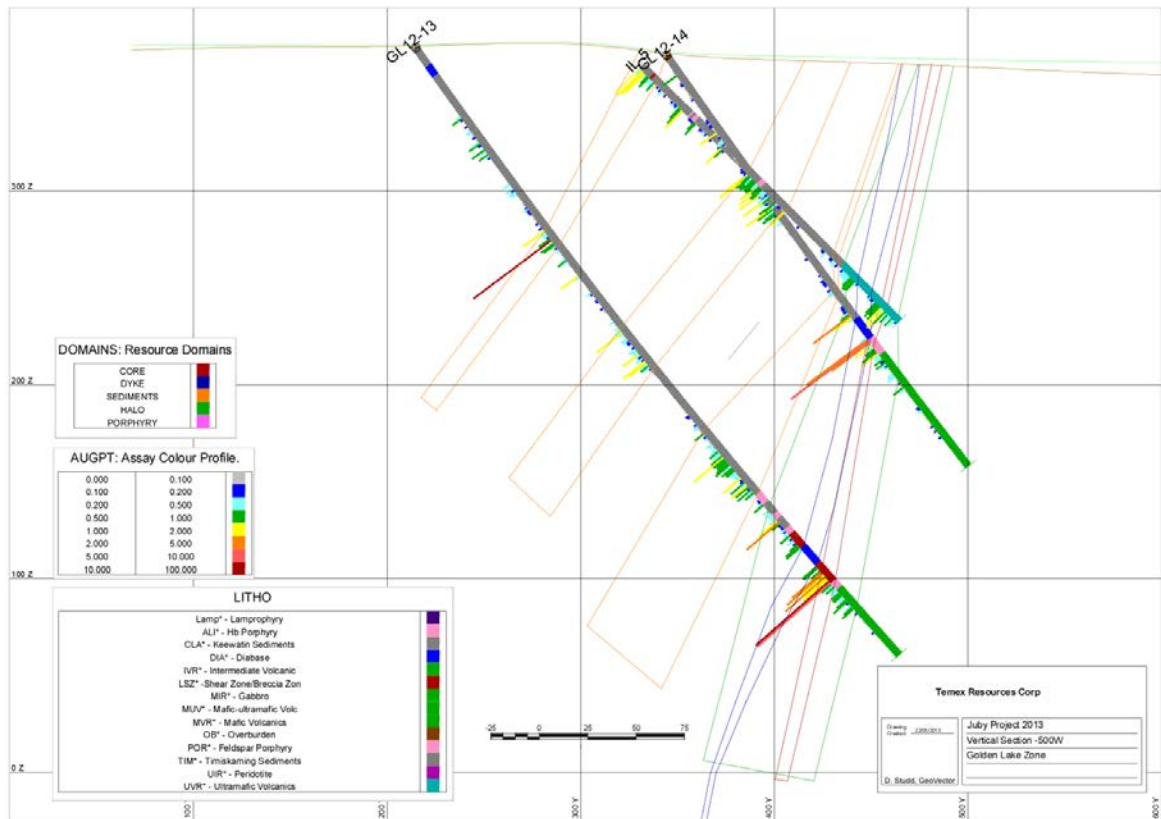 GL12-13
GL12-14
300 Z
200 Z
100 Z
0 Z
DOMAINS: Resource Domains
CORE
DYKE
SEDIMENTS
HALO
PORPHYRY
AUGPT: Assay Colour Profile.
0.000 0.100
0.100 0.200
0.200 0.500
0.500 1.000
1.000 2.000
2.000 5.000
5.000 10.000
10.000 100.000
LITHO
Lamp* - Lamprophyry
ALI* - Hb Porphyry
CLA* - Keewatin Sediments
DIA* - Diabase
IVR* - Intermediate Volcanic
LSZ* -Shear Zone/Breccia Zon
MIR* - Gabbro
MUV* - Mafic-ultramafic Volc
MVR* - Mafic Volcanics
OB* - Overburden
POR* - Feldspar Porphyry
TIM* - Timiskaming Sediments
UIR* - Peridotite
UVR* - Ultramafic Volcanics
-25 0 25 50 75
Temex Resources Corp
Drawing
Created:
Juby Project 2013
Vertical Section -500W
Golden Lake Zone
D. Studd, GeoVector
200 Y
300 Y
400 Y
500 Y
600 Y